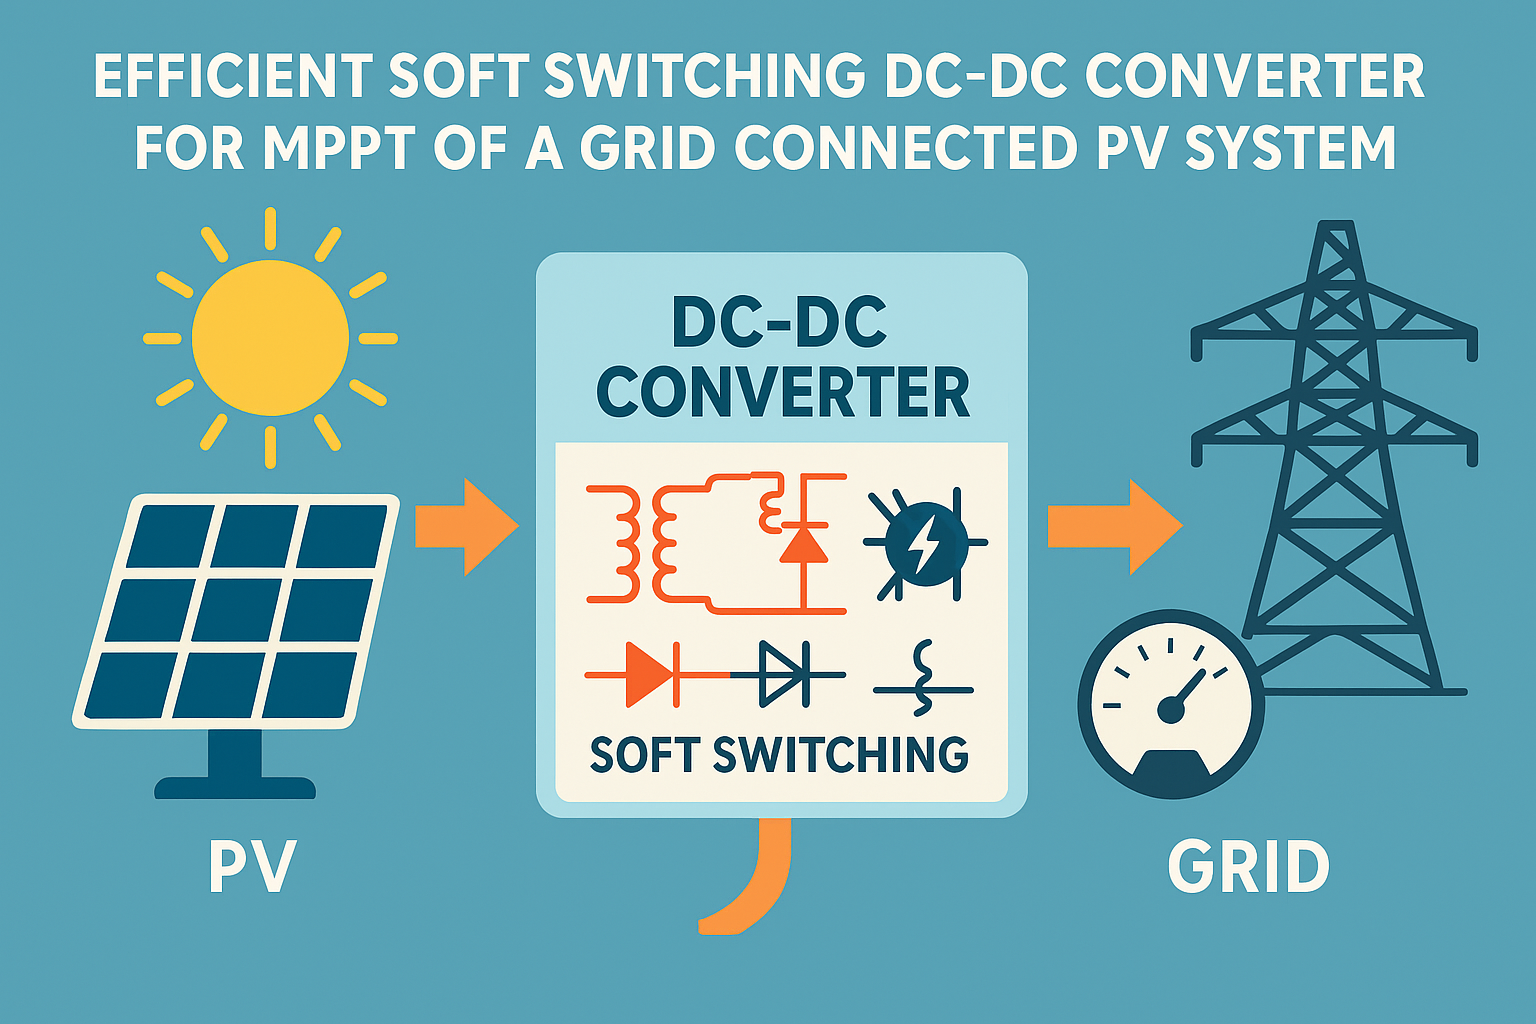 EFFICIENT SOFT SWITCHING DC-DC CONVERTER
FOR MPPT OF A GRID CONNECTED PV SYSTEM
DC-DC
CONVERTER
SOFT SWITCHING
PV
GRID